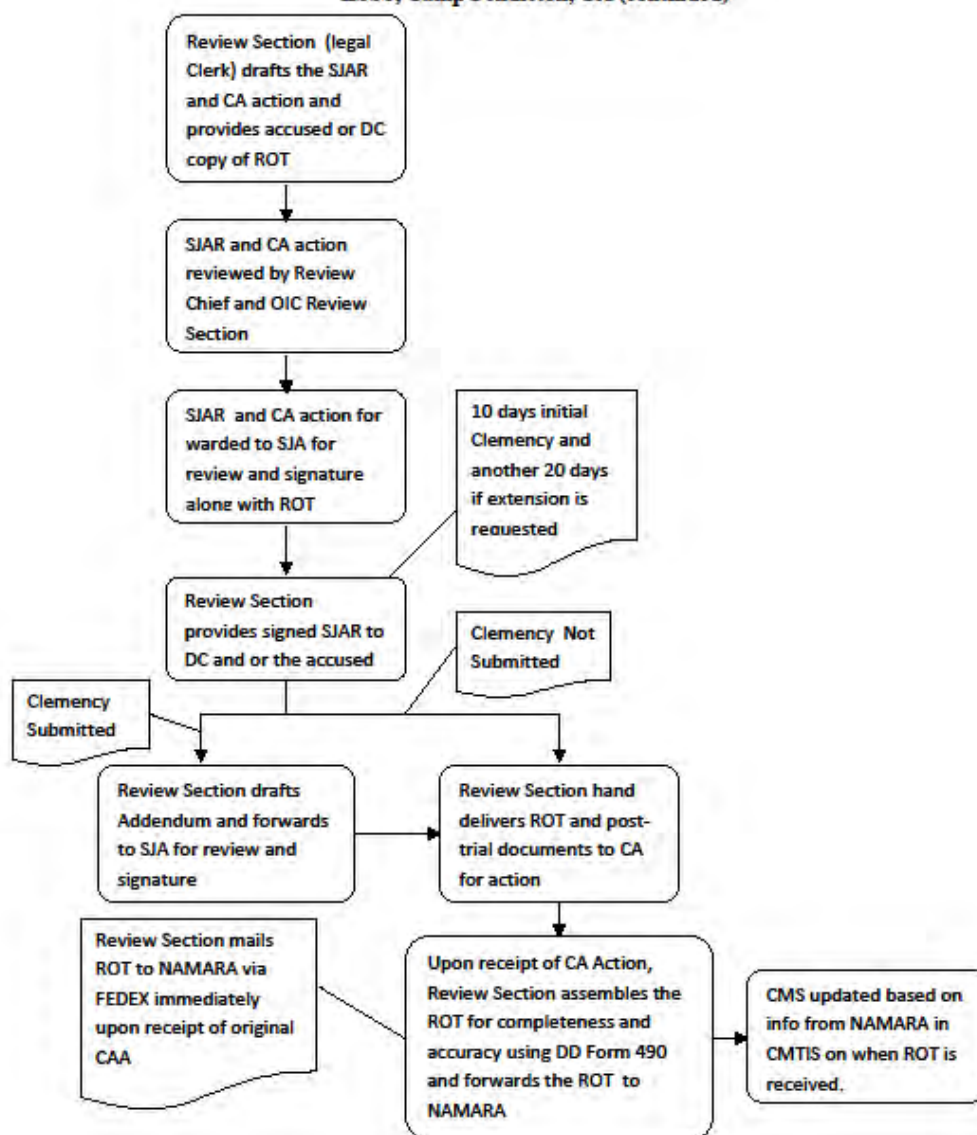 Review Section (legal
Clerk) drafts the SJAR
and CA action and
provides accused or DC
copy of ROT
SJAR and CA action
reviewed by Review
Chief and OIC Review
Section
SJAR and CA action for
warded to SJA for
review and signature
along with ROT
10 days initial
Clemency and
another 20 days
if extension is
requested
Review Section
provides signed SJAR to
DC and or the accused
Clemency Not
Submitted
Clemency
Submitted
Review Section drafts
Addendum and forwards
to SJA for review and
signature
Review Section hand
delivers ROT and post-
trial documents to CA
for action
Review Section mails
ROT to NAMARA via
FEDEX immediately
upon receipt of original
CAA
Upon receipt of CA Action,
Review Section assembles the
ROT for completeness and
accuracy using DD Form 490
and forwards the ROT to
NAMARA
CMS updated based on
info from NAMARA in
CMTIS on when ROT is
received.